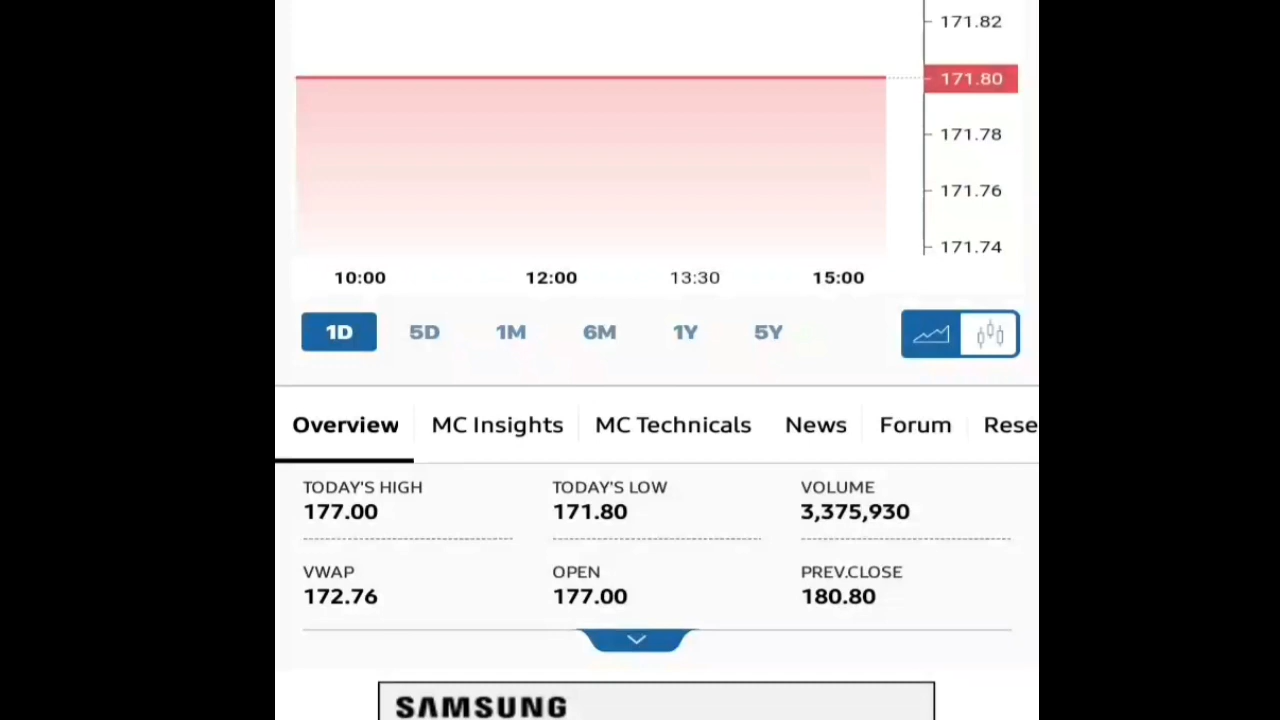 171.82
171.80
171.78
171.76
171.74
10:00 12:00 13:30 15:00
1D 5D 1M 6M 1Y 5Y
Overview MC Insights MC Technicals News Forum Rese
TODAY'S HIGH TODAY'S LOW VOLUME
177.00 171.80 3,375,930
VWAP OPEN PREV.CLOSE
172.76 177.00 180.80
SAMSUNG